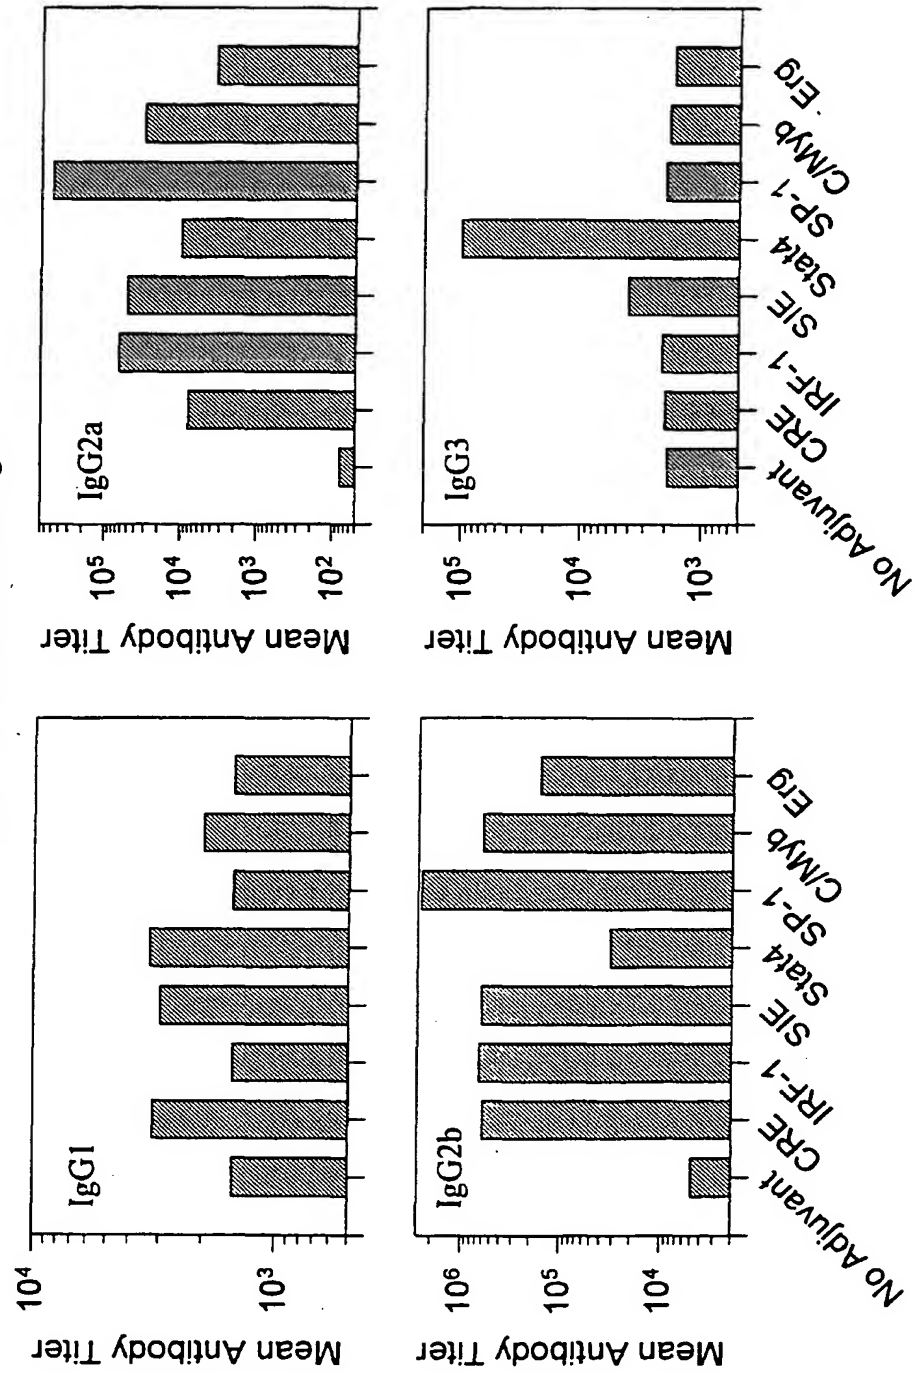 IgG1
Mean Antibody Titer
10⁴
10³
IgG2a
Mean Antibody Titer
10⁵
10⁴
10³
10²
IgG2b
Mean Antibody Titer
10⁶
10⁵
10⁴
No Adjuvant
CRE
IRF-1
SIE
Stat4
SP-1
C/Myb
Erg
IgG3
Mean Antibody Titer
10⁵
10⁴
10³
No Adjuvant
CRE
IRF-1
SIE
Stat4
SP-1
C/Myb
Erg